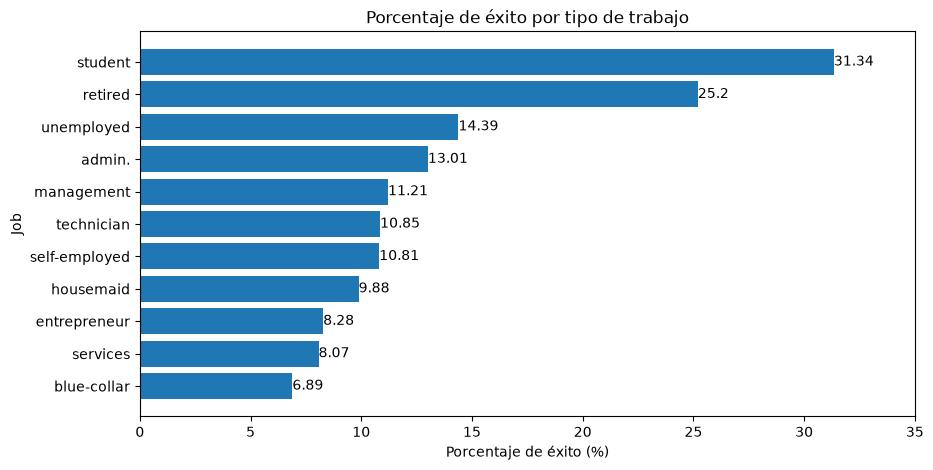 Porcentaje de éxito por tipo de trabajo
student 31.34
retired 25.2
unemployed 14.39
admin. 13.01
management 11.21
technician 10.85
self-employed 10.81
housemaid 9.88
entrepreneur 8.28
services 8.07
blue-collar 6.89
Job
0 5 10 15 20 25 30 35
Porcentaje de éxito (%)